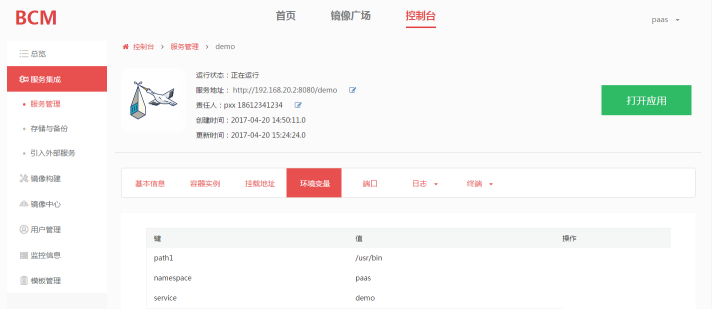 BCM
首页 镜像广场 控制台
paas
总览
服务集成
服务管理
存储与备份
引入外部服务
镜像构建
镜像中心
用户管理
监控信息
模板管理
控制台 > 服务管理 > demo
运行状态：正在运行
服务地址： http://192.168.20.2:8080/demo
责任人：pxx 18612341234
创建时间：2017-04-20 14:50:11.0
更新时间：2017-04-20 15:24:24.0
打开应用
基本信息 容器实例 挂载地址 环境变量 端口 日志 终端
键 值 操作
path1 /usr/bin
namespace paas
service demo